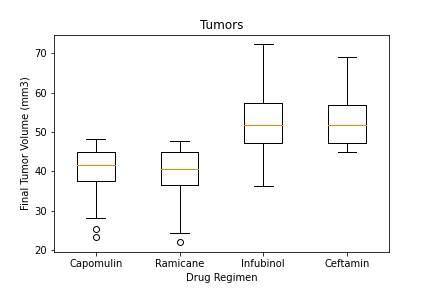 Tumors
Final Tumor Volume (mm3)
70
60
50
40
30
20
Capomulin Ramicane Infubinol Ceftamin
Drug Regimen